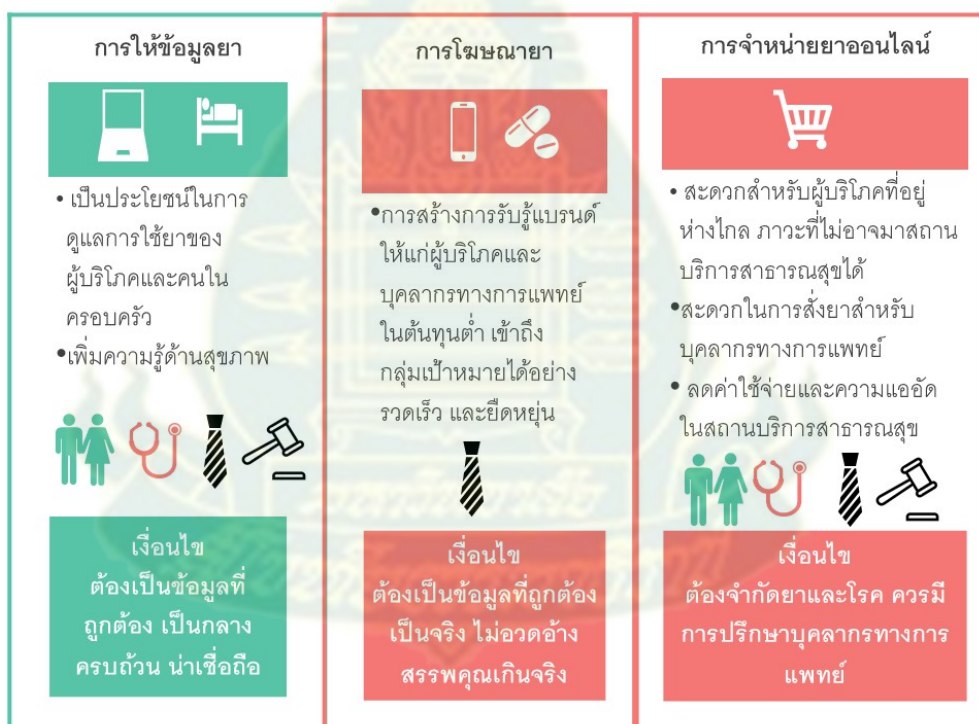 การให้ข้อมูลยา
• เป็นประโยชน์ในการ
ดูแลการใช้ยาของ
ผู้บริโภคและคนใน
ครอบครัว
•เพิ่มความรู้ด้านสุขภาพ
เงื่อนไข
ต้องเป็นข้อมูลที่
ถูกต้อง เป็นกลาง
ครบถ้วน น่าเชื่อถือ
การโฆษณายา
•การสร้างการรับรู้แบรนด์
ให้แก่ผู้บริโภคและ
บุคลากรทางการแพทย์
ในต้นทุนต่ำ เข้าถึง
กลุ่มเป้าหมายได้อย่าง
รวดเร็ว และยืดหยุ่น
เงื่อนไข
ต้องเป็นข้อมูลที่ถูกต้อง
เป็นจริง ไม่อวดอ้าง
สรรพคุณเกินจริง
การจำหน่ายยาออนไลน์
• สะดวกสำหรับผู้บริโภคที่อยู่
ห่างไกล ภาวะที่ไม่อาจมาสถาน
บริการสาธารณสุขได้
•สะดวกในการสั่งยาสำหรับ
บุคลากรทางการแพทย์
• ลดค่าใช้จ่ายและความแออัด
ในสถานบริการสาธารณสุข
เงื่อนไข
ต้องจำกัดยาและโรค ควรมี
การปรึกษาบุคลากรทางการ
แพทย์